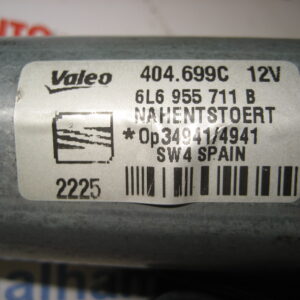 Valeo 404.699C 12V
6L6 955 711 B
NAHENTSTOERT
*Op34941/4941
2225 SW4 SPAIN